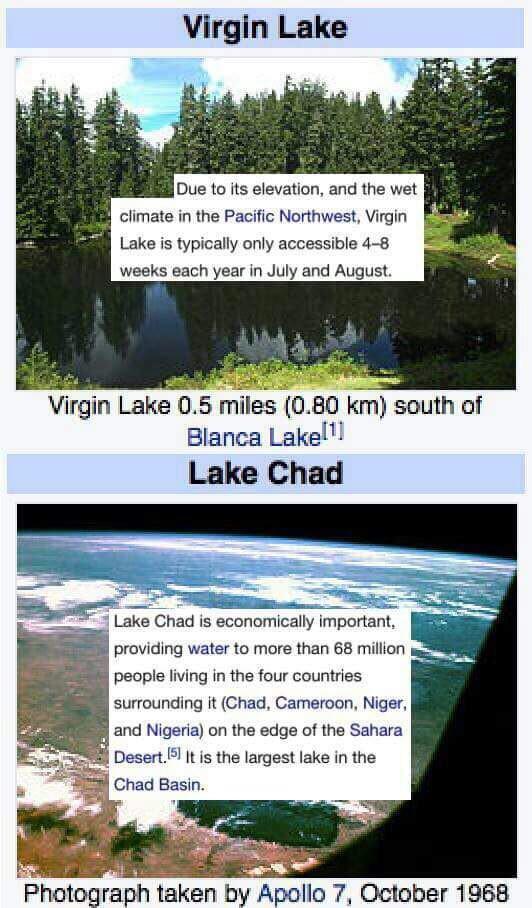 Virgin Lake
Due to its elevation, and the wet
climate in the Pacific Northwest, Virgin
Lake is typically only accessible 4–8
weeks each year in July and August.
Virgin Lake 0.5 miles (0.80 km) south of
Blanca Lake[1]
Lake Chad
Lake Chad is economically important,
providing water to more than 68 million
people living in the four countries
surrounding it (Chad, Cameroon, Niger,
and Nigeria) on the edge of the Sahara
Desert.[5] It is the largest lake in the
Chad Basin.
Photograph taken by Apollo 7, October 1968